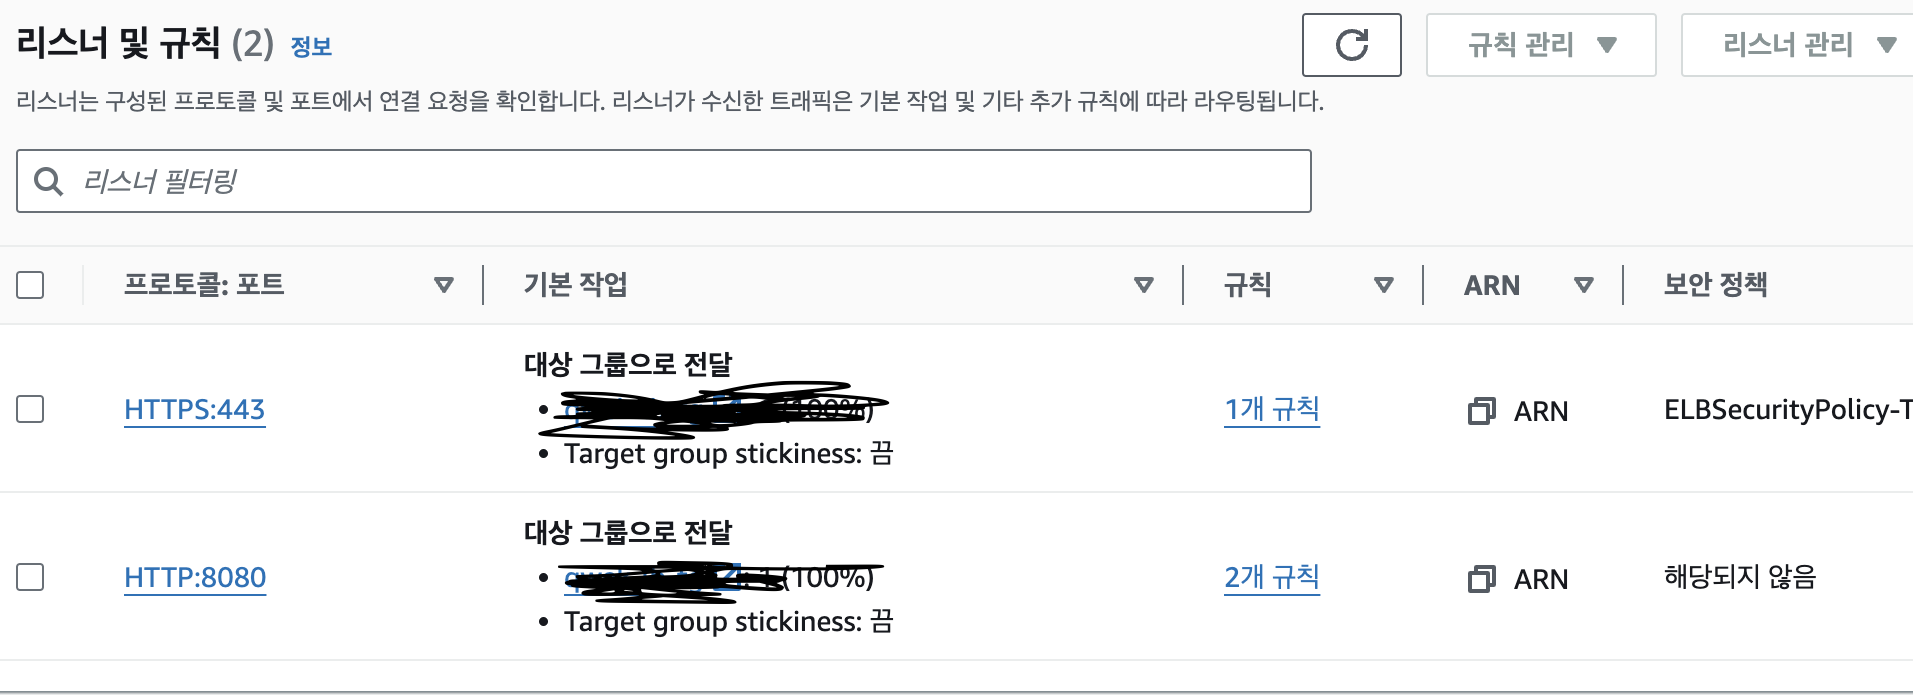 리스너 및 규칙 (2) 정보
규칙 관리
리스너 관리
리스너는 구성된 프로토콜 및 포트에서 연결 요청을 확인합니다. 리스너가 수신한 트래픽은 기본 작업 및 기타 추가 규칙에 따라 라우팅됩니다.
리스너 필터링
프로토콜: 포트 기본 작업 규칙 ARN 보안 정책
대상 그룹으로 전달
HTTPS:443 (100%) 1개 규칙 ARN ELBSecurityPolicy-T
• Target group stickiness: 끔
대상 그룹으로 전달
HTTP:8080 (100%) 2개 규칙 ARN 해당되지 않음
• Target group stickiness: 끔